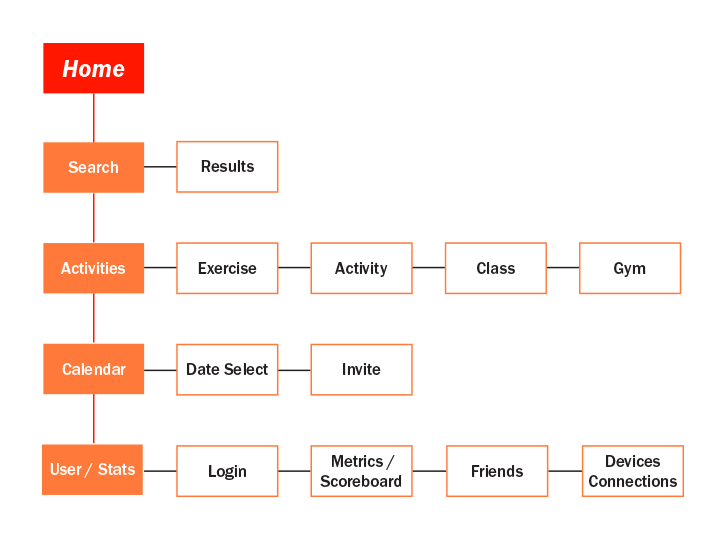 Home
Search
Results
Activities
Exercise
Activity
Class
Gym
Calendar
Date Select
Invite
User / Stats
Login
Metrics /
Scoreboard
Friends
Devices
Connections